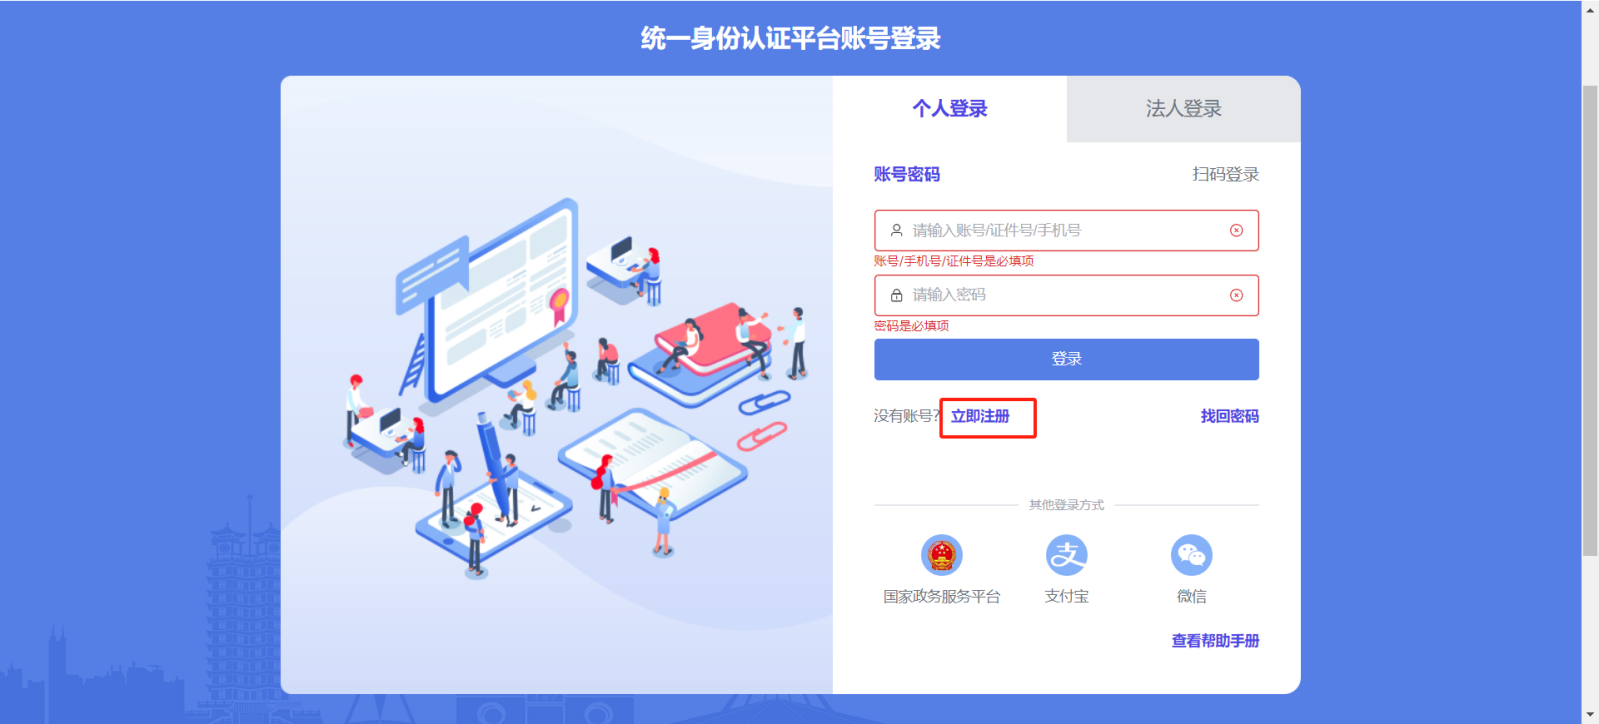 统一身份认证平台账号登录
个人登录
法人登录
账号密码
扫码登录
请输入账号/证件号/手机号
账号/手机号/证件号是必填项
请输入密码
密码是必填项
登录
没有账号?立即注册
找回密码
其他登录方式
支
国家政务服务平台
支付宝
微信
查看帮助手册